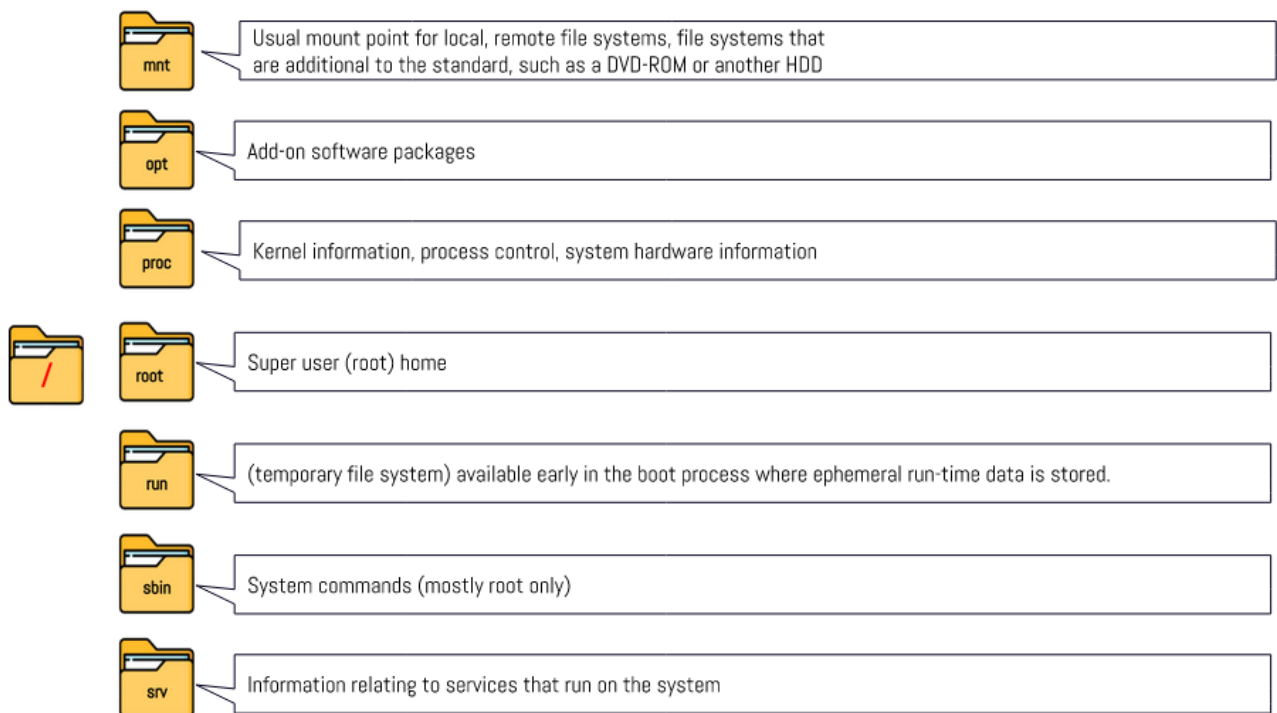 mnt
Usual mount point for local, remote file systems, file systems that
are additional to the standard, such as a DVD-ROM or another HDD
opt
Add-on software packages
proc
Kernel information, process control, system hardware information
/
root
Super user (root) home
run
(temporary file system) available early in the boot process where ephemeral run-time data is stored.
sbin
System commands (mostly root only)
srv
Information relating to services that run on the system